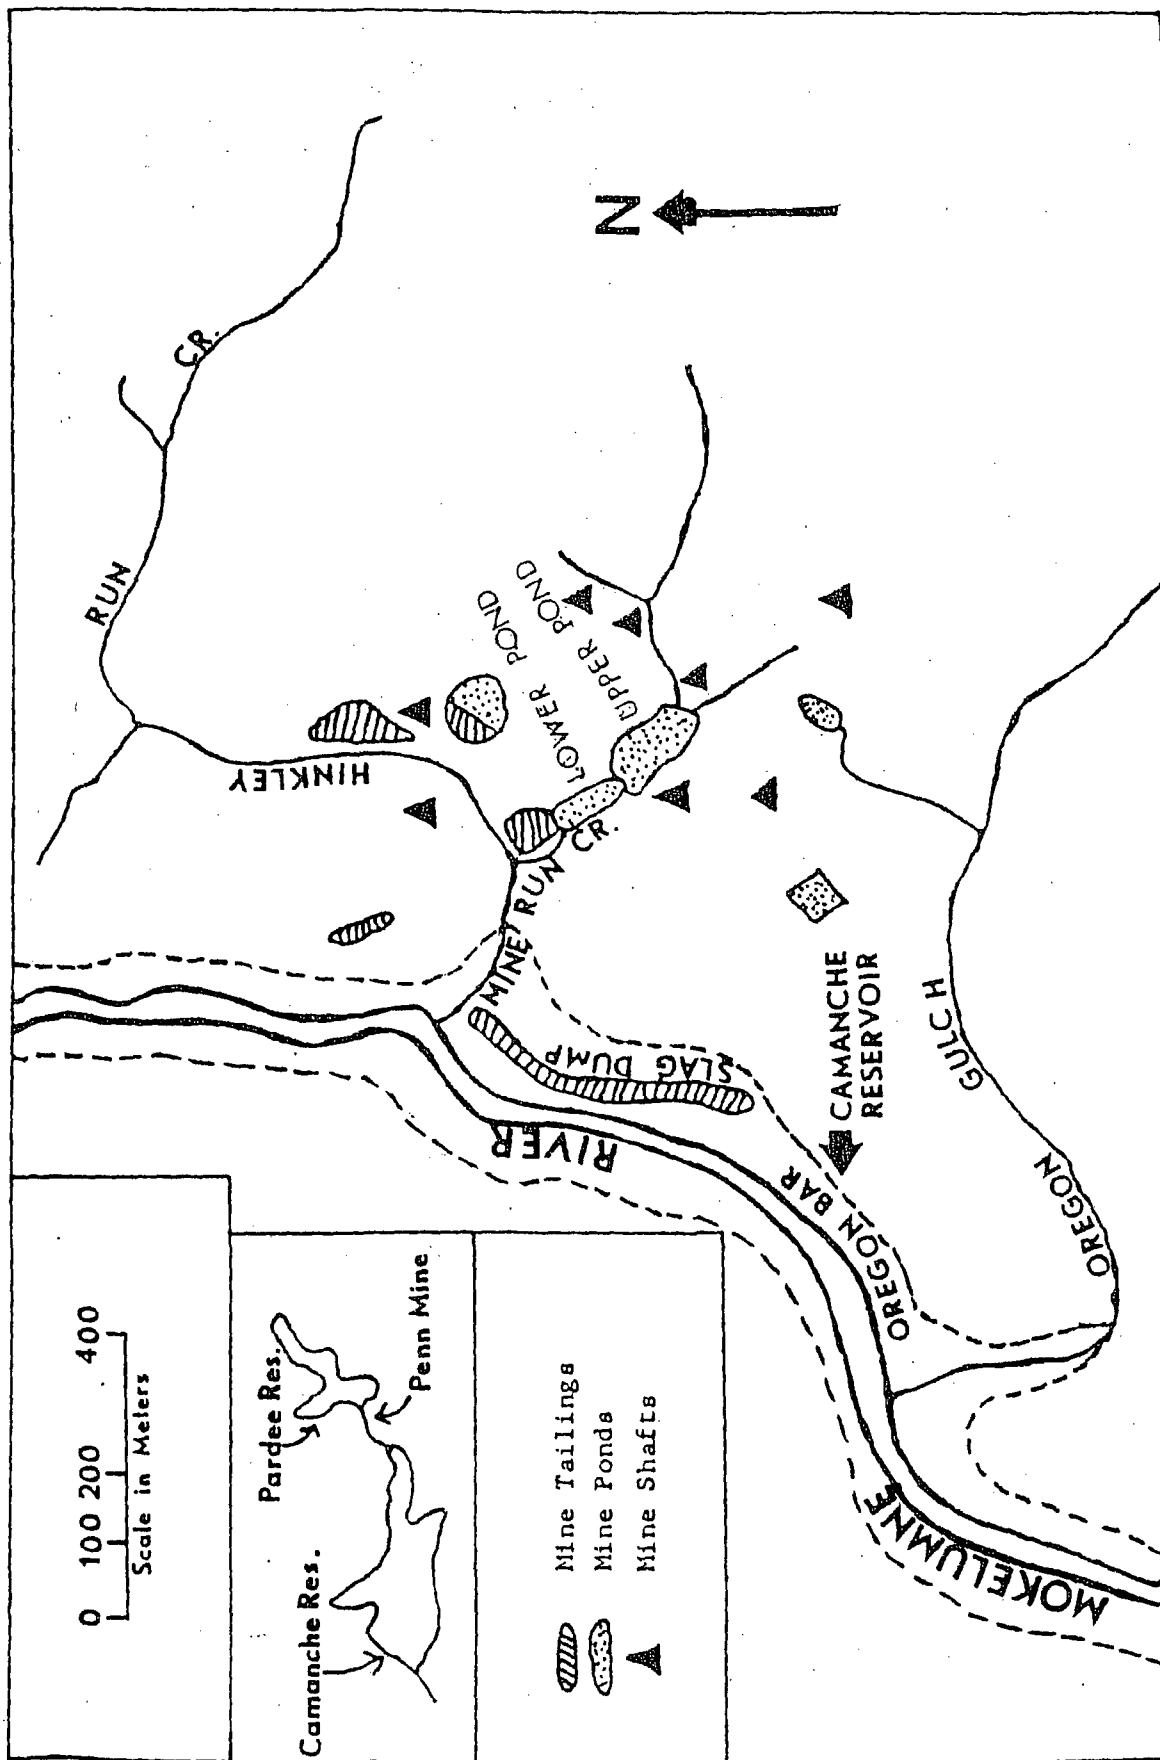 0 100 200 400
Scale in Melers
Pardee Res.
Camanche Res.
Penn Mine
Mine Tailings
Mine Ponds
Mine Shafts
RUN CR.
HINKLEY
N
LOWER POND
UPPER POND
MINE RUN CR.
SLAG DUMP
RIVER
CAMANCHE
RESERVOIR
OREGON BAR
OREGON GULCH
MOKELUMNE